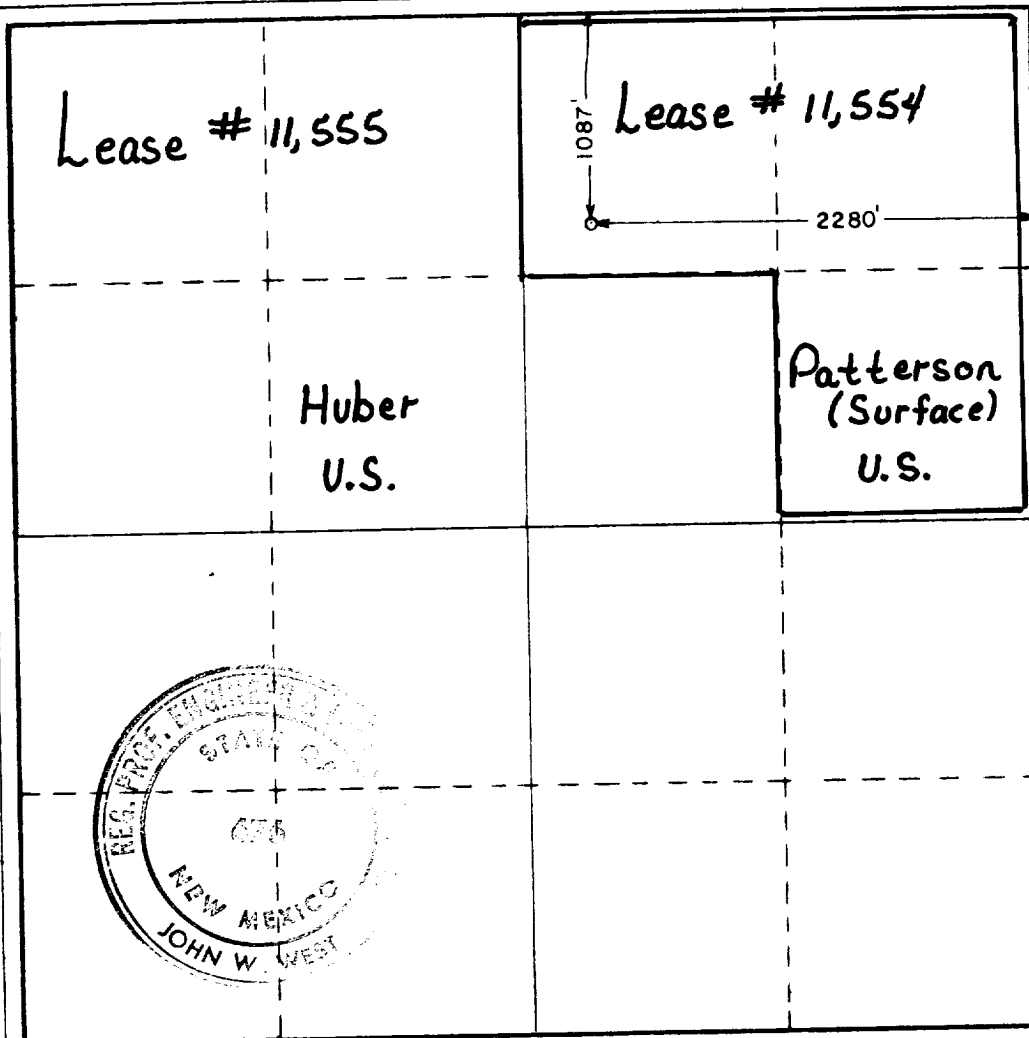 Lease # 11,555
Lease # 11,554
1087'
2280'
Huber
U.S.
Patterson
(Surface)
U.S.
REG. PROF. ENGINEER &
STATE OF
676
NEW MEXICO
JOHN W. WEST